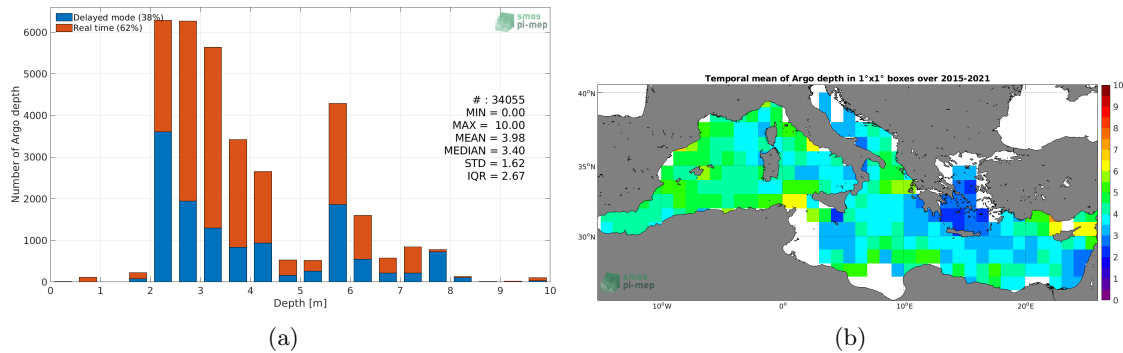 Delayed mode (38%)
Real time (62%)
smos
pi-mep
6000
5000
4000
3000
2000
1000
0
Number of Argo depth
# : 34055
MIN = 0.00
MAX = 10.00
MEAN = 3.98
MEDIAN = 3.40
STD = 1.62
IQR = 2.67
0 1 2 3 4 5 6 7 8 9 10
Depth [m]
(a)
Temporal mean of Argo depth in 1°x1° boxes over 2015-2021
40°N
35°N
30°N
10°W 0° 10°E 20°E
smos
pi-mep
10
9
8
7
6
5
4
3
2
1
0
(b)